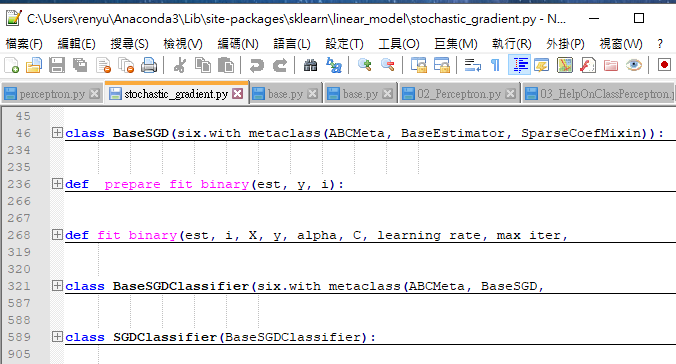 C:\Users\renyu\Anaconda3\Lib\site-packages\sklearn\linear_model\stochastic_gradient.py - N...
檔案(F) 編輯(E) 搜尋(S) 檢視(V) 編碼(N) 語言(L) 設定(T) 工具(O) 巨集(M) 執行(R) 外掛(P) 視窗(W) ?
perceptron.py stochastic_gradient.py base.py base.py 02_Perceptron.py 03_HelpOnClassPerceptron.
45
46 class BaseSGD(six.with_metaclass(ABCMeta, BaseEstimator, SparseCoefMixin)):
234
235
236 def _prepare_fit_binary(est, y, i):
266
267
268 def fit_binary(est, i, X, y, alpha, C, learning_rate, max_iter,
319
320
321 class BaseSGDClassifier(six.with_metaclass(ABCMeta, BaseSGD,
587
588
589 class SGDClassifier(BaseSGDClassifier):
905